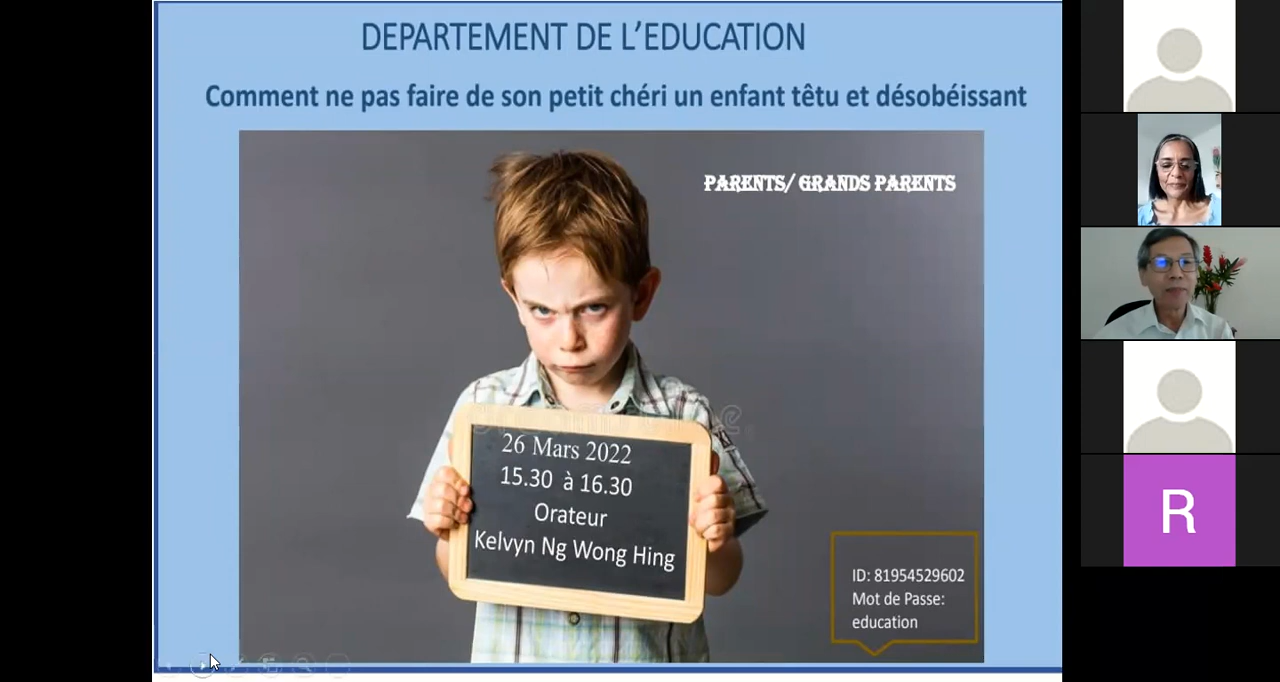 DEPARTEMENT DE L'EDUCATION
Comment ne pas faire de son petit chéri un enfant têtu et désobéissant
PARENTS/ GRANDS PARENTS
26 Mars 2022
15.30 à 16.30
Orateur
Kelvyn Ng Wong Hing
ID: 81954529602
Mot de Passe:
education
R